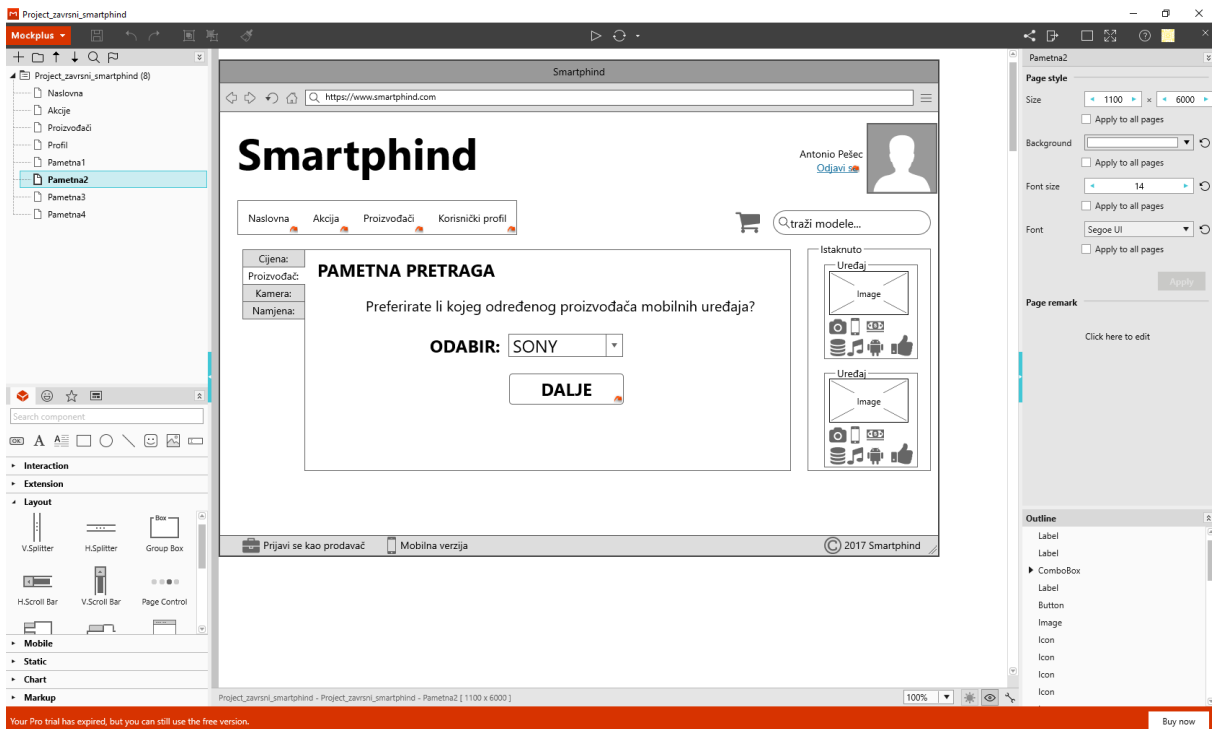 Project_zavrsni_smartphind
Mockplus
Project_zavrsni_smartphind (8)
Naslovna
Akcije
Proizvođači
Profil
Pametna1
Pametna2
Pametna3
Pametna4
Search component
OK
Interaction
Extension
Layout
V.Splitter H.Splitter Box Group Box
H.Scroll Bar V.Scroll Bar Page Control
Mobile
Static
Chart
Markup
Smartphind
https://www.smartphind.com
Smartphind
Antonio Pešec
Odjavi se
Naslovna Akcija Proizvođači Korisnički profil
traži modele...
Cijena:
Proizvođač:
Kamera:
Namjena:
PAMETNA PRETRAGA
Preferirate li kojeg određenog proizvođača mobilnih uređaja?
ODABIR: SONY
DALJE
Istaknuto
Uređaj
Image
Uređaj
Image
Prijavi se kao prodavač Mobilna verzija © 2017 Smartphind
Project_zavrsni_smartphind - Project_zavrsni_smartphind - Pametna2 [ 1100 x 6000 ]
100%
Pametna2
Page style
Size 1100 × 6000
Apply to all pages
Background
Apply to all pages
Font size 14
Apply to all pages
Font Segoe UI
Apply to all pages
Apply
Page remark
Click here to edit
Outline
Label
Label
ComboBox
Label
Button
Image
Icon
Icon
Icon
Icon
Your Pro trial has expired, but you can still use the free version.
Buy now